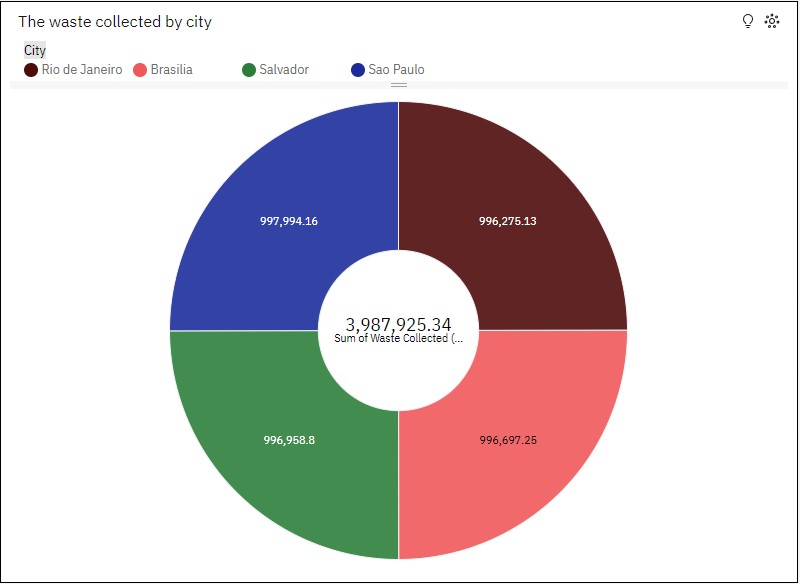 The waste collected by city
City
Rio de Janeiro Brasilia Salvador Sao Paulo
997,994.16 996,275.13
3,987,925.34
Sum of Waste Collected (...
996,958.8 996,697.25